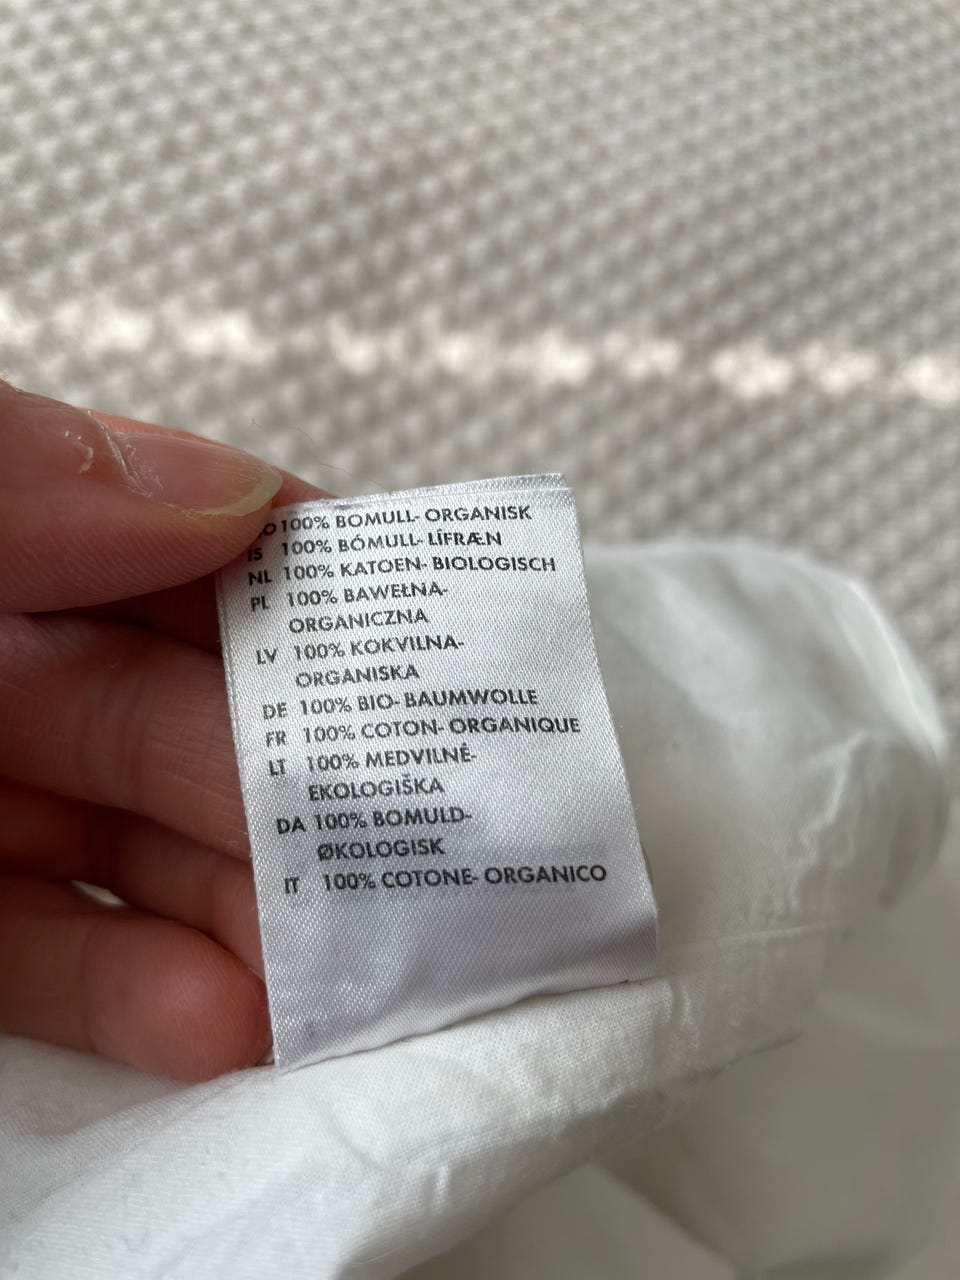 O 100% BOMULL- ORGANISK
IS 100% BÓMULL- LÍFRÆN
NL 100% KATOEN- BIOLOGISCH
PL 100% BAWEŁNA-
ORGANICZNA
LV 100% KOKVILNA-
ORGANISKA
DE 100% BIO- BAUMWOLLE
FR 100% COTON- ORGANIQUE
LT 100% MEDVILNĖ-
EKOLOGIŠKA
DA 100% BOMULD-
ØKOLOGISK
IT 100% COTONE- ORGANICO